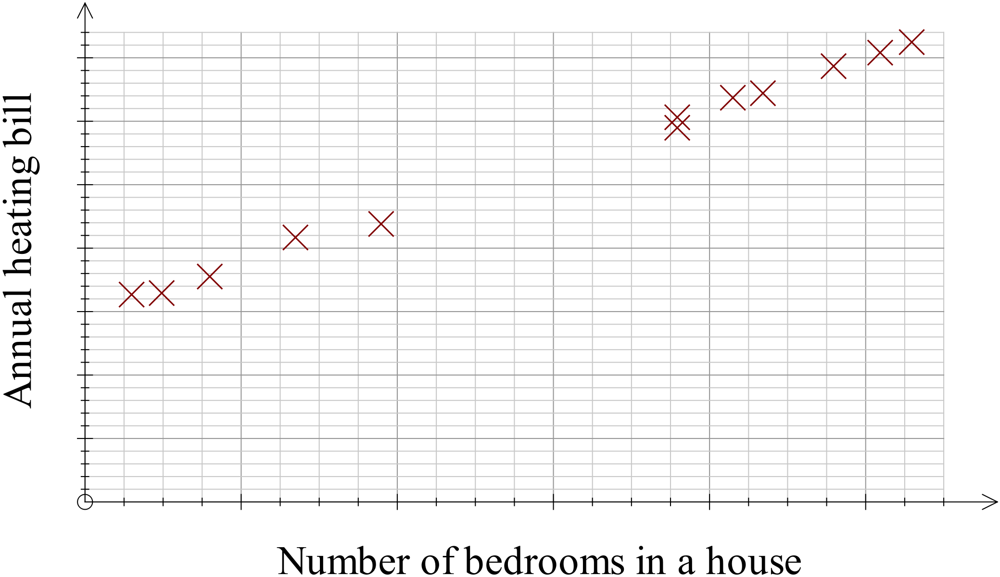 Annual heating bill
Number of bedrooms in a house